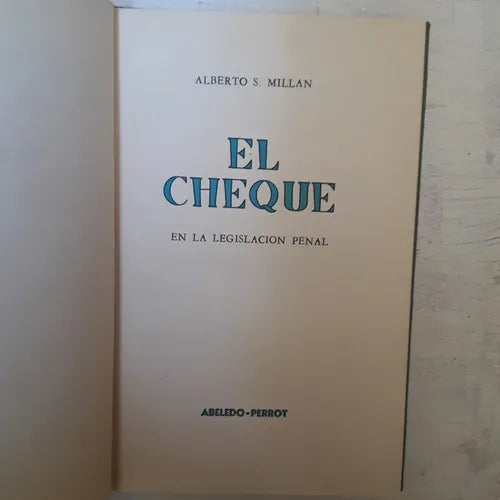 ALBERTO S. MILLAN
EL
CHEQUE
EN LA LEGISLACION PENAL
ABELEDO-PERROT